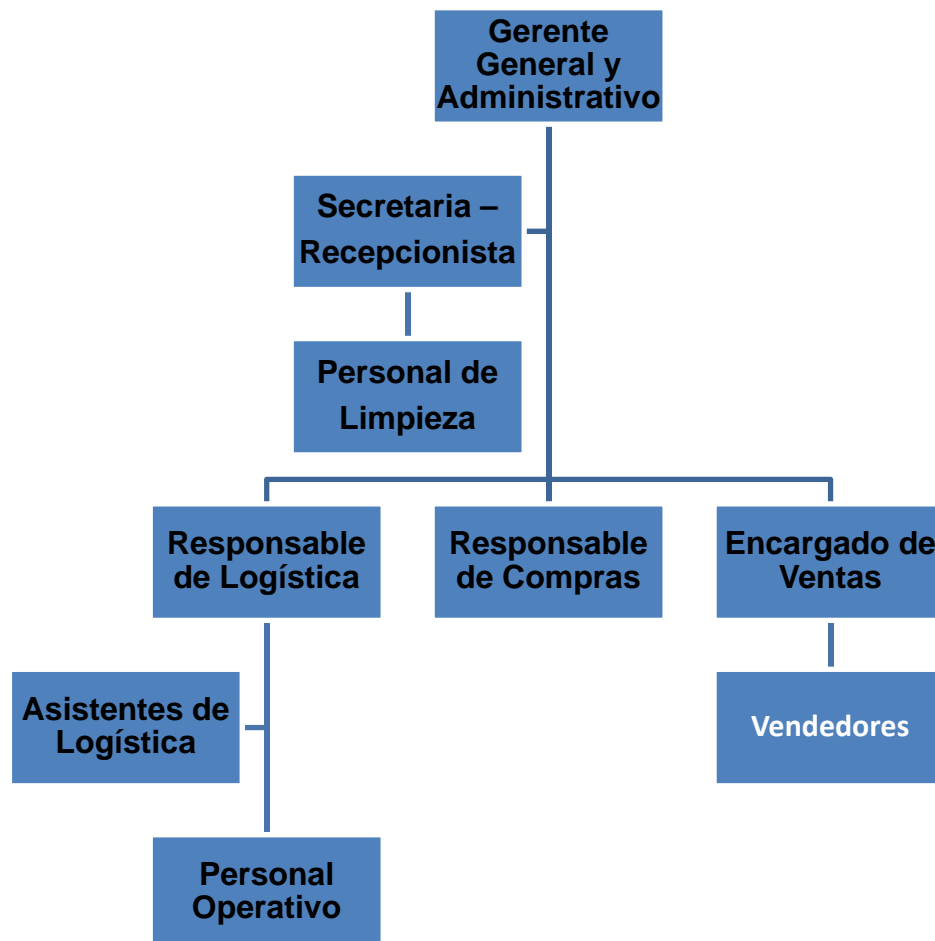 Gerente
General y
Administrativo
Secretaria –
Recepcionista
Personal de
Limpieza
Responsable
de Logística
Responsable
de Compras
Encargado de
Ventas
Asistentes de
Logística
Vendedores
Personal
Operativo